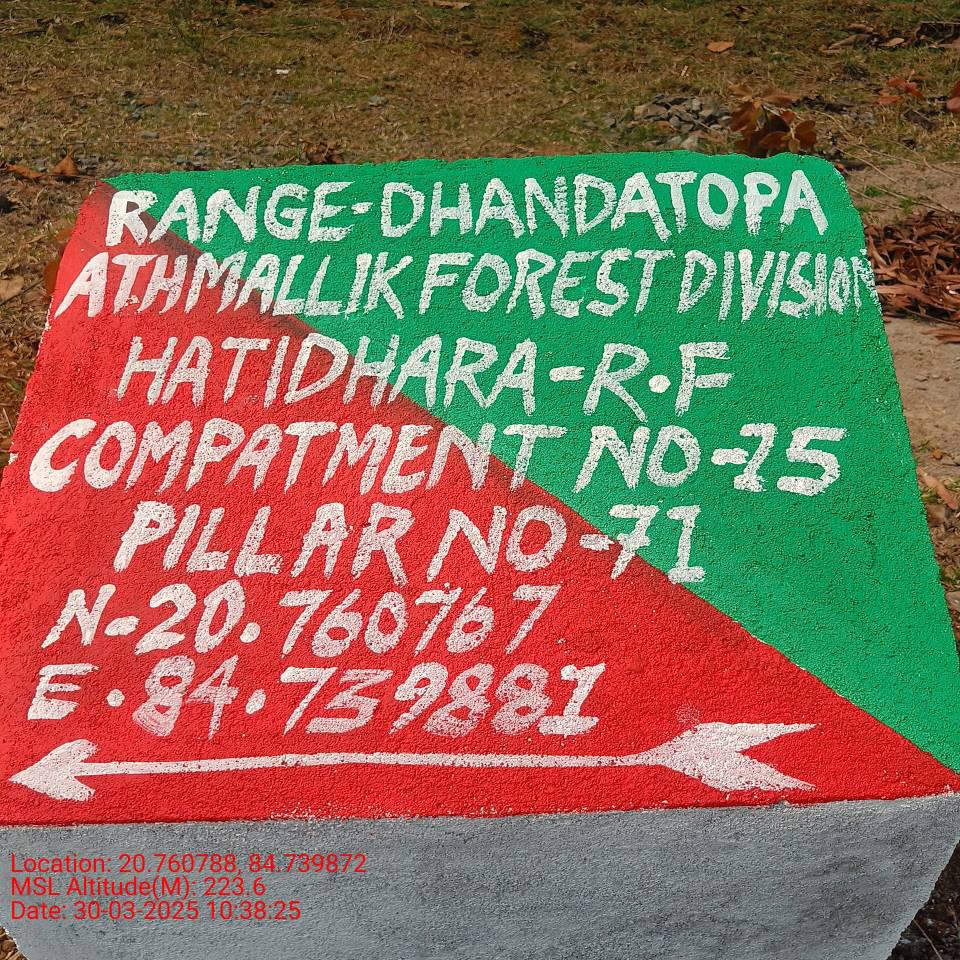 RANGE-DHANDATOPA
ATHMALLIK FOREST DIVISION
HATIDHARA-R.F
COMPATMENT NO-15
PILLAR NO-71
N-20.760767
E.84.739881
Location: 20.760788, 84.739872
MSL Altitude(M): 223.6
Date: 30-03-2025 10:38:25